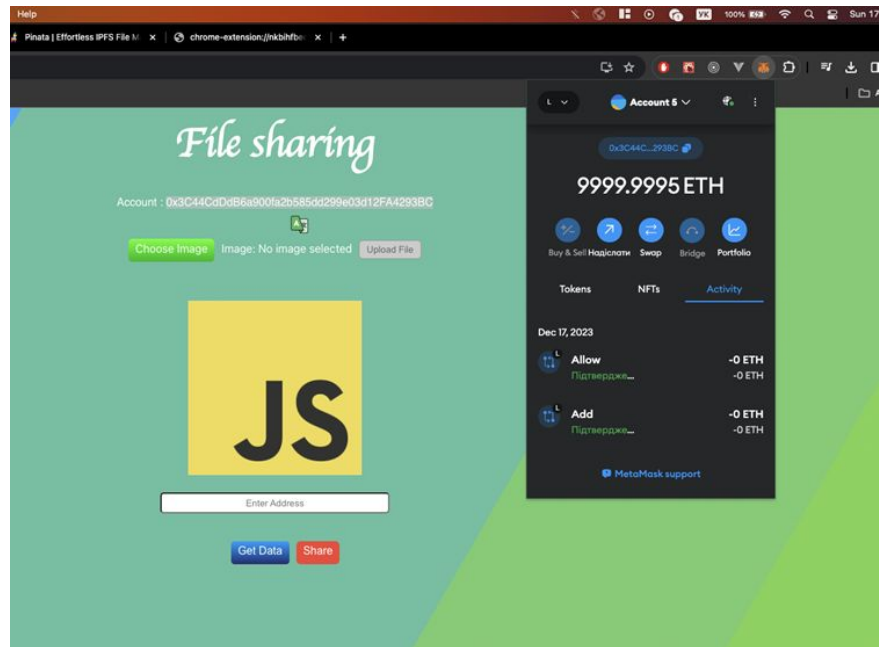 Help
УК
100%
Sun 17
Pinata | Effortless IPFS File M
chrome-extension://nkbihfbe
File sharing
Account : 0x3C44CdDdB6a900fa2b585dd299e03d12FA4293BC
Choose Image
Image: No image selected
Upload File
JS
Enter Address
Get Data
Share
L
Account 5
0x3C44C...293BC
9999.9995 ETH
Buy & Sell
Надіслати
Swap
Bridge
Portfolio
Tokens
NFTs
Activity
Dec 17, 2023
L
Allow
-0 ETH
Підтвердже...
-0 ETH
L
Add
-0 ETH
Підтвердже...
-0 ETH
MetaMask support